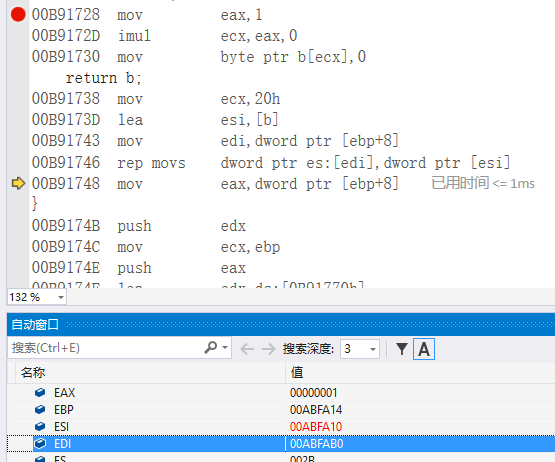 00B91728 mov eax,1
00B9172D imul ecx,eax,0
00B91730 mov byte ptr b[ecx],0
return b;
00B91738 mov ecx,20h
00B9173D lea esi,[b]
00B91743 mov edi,dword ptr [ebp+8]
00B91746 rep movs dword ptr es:[edi],dword ptr [esi]
00B91748 mov eax,dword ptr [ebp+8] 已用时间 <= 1ms
}
00B9174B push edx
00B9174C mov ecx,ebp
00B9174E push eax
00B9174F lea edx,ds:[0B91770h]
132 %
自动窗口
搜索(Ctrl+E) 搜索深度: 3 A
名称 值
EAX 00000001
EBP 00ABFA14
ESI 00ABFA10
EDI 00ABFAB0
ES 002B